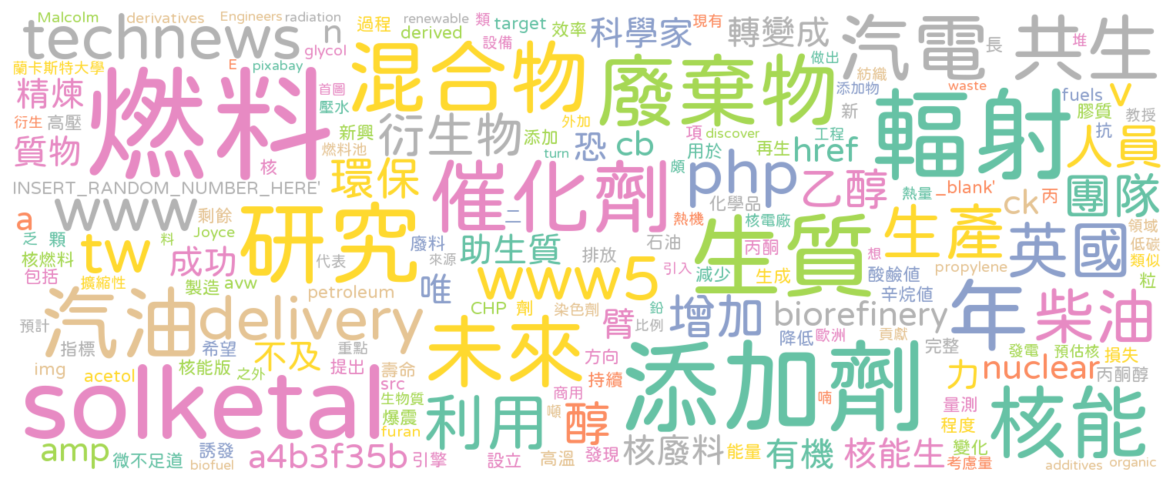 Malcolm derivatives Engineers radiation 過程 renewable 類 target 效率 科學家 轉變成 現有 長 堆 汽電 共生
technews n glycol derived 設備 做出 紡織
蘭卡斯特大學 E pixabay 混合物 廢棄物 添加物 waste fuels v
精煉 燃料 首圖 壓水 新 輻射 膠質 教授
衍生 高壓 新興 衍生物 添加 外加 恐 cb 項 discover 工程 抗 人員
質物 核 燃料池 turn 用於 再生 href
INSERT_RANDOM_NUMBER_HERE' 環保 催化劑 頗 php 化學品 乙醇 熱量 _blank' 丙 團隊
a www 剩餘 研究 二 石油 熱機 核電廠 生質 ck 領域
乏 顆 tw Joyce 料 代表 助生質 排放 丙酮 想 生產 英國 低碳
核燃料 成功 廢料 來源 www5 引入 減少 生成 酸鹼值 propylene 類似
包括 擴縮性 製造 avw petroleum 唯 辛烷值 粒
汽油 delivery CHP 劑 染色劑 鉛 臂 增加 biorefinery 年 柴油
預計 指標 希望 重點 未來 比例 降低 歐洲 貢獻 完整
img 核能版 之外 不及 提出 壽命 方向 添加劑 發電 預估核 損失
acetol src 持續 力 nuclear 丙酮醇
solketal 生物質 爆震 利用 商用 醇 喃 量測 核能
furan 噸 程度
amp 誘發 a4b3f35b 引擎 設立 高溫 發現 核廢料 能量 有機 核能生 變化
微不足道 biofuel 考慮量 additives organic